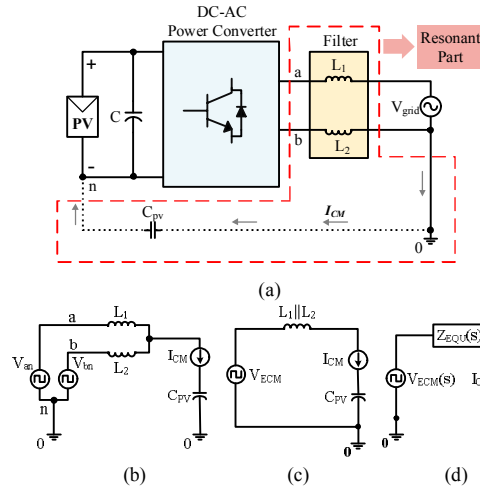 DC-AC
Power Converter
Filter
Resonant
Part
+
PV
-
C
a
b
n
L1
L2
Vgrid
Cpv
ICM
0
(a)
a
L1
b
L2
Van
Vbn
n
0
ICM
CPV
0
(b)
L1||L2
VECM
ICM
CPV
0
(c)
ZEQU(s)
VECM(s)
0
(d)